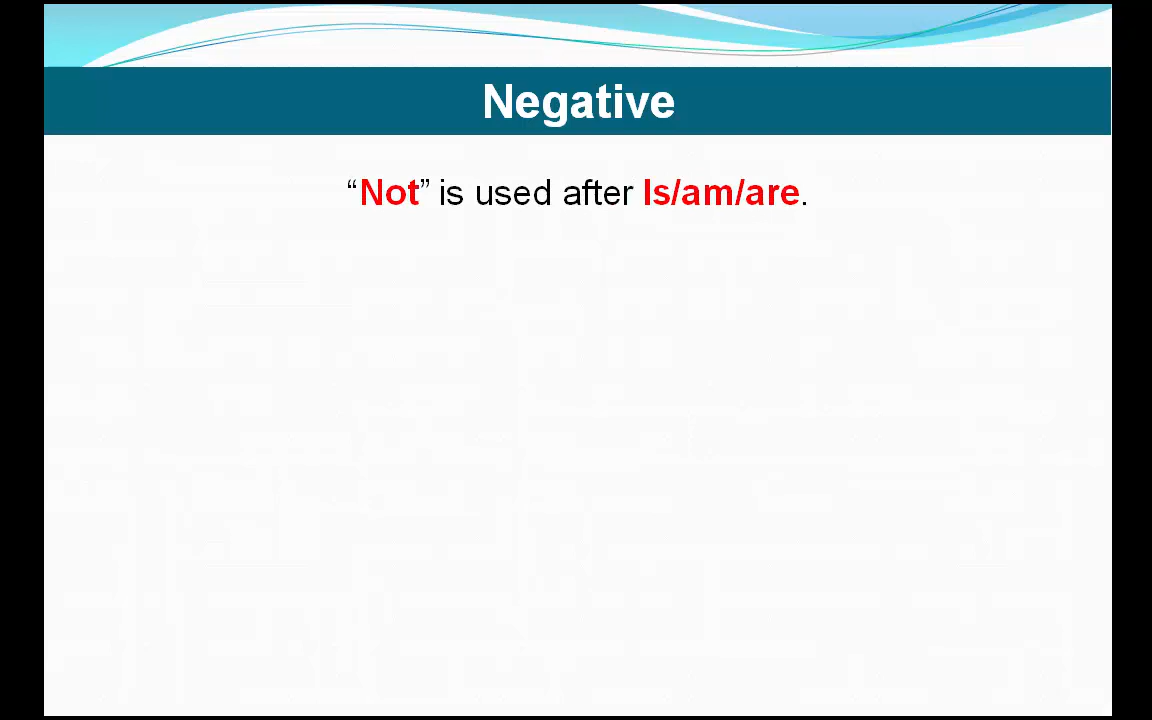 Negative
“Not” is used after Is/am/are.